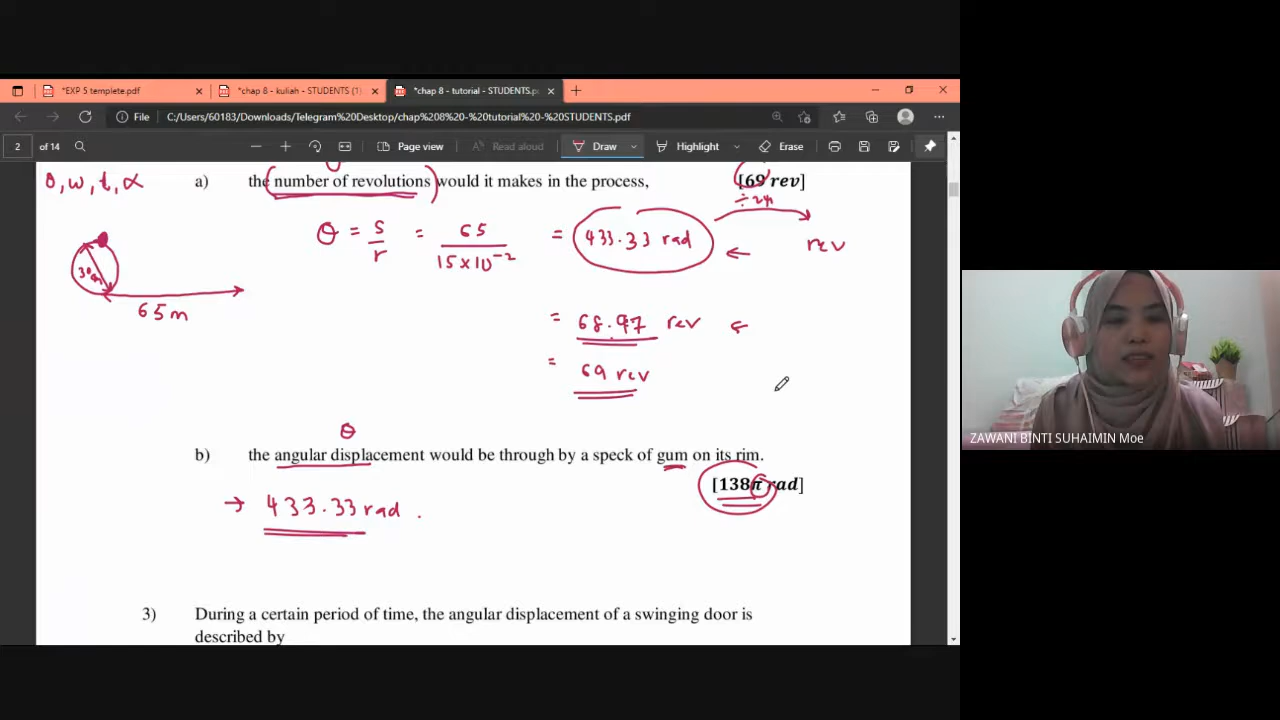 *EXP 5 templete.pdf
*chap 8 - kuliah - STUDENTS (1)
*chap 8 - tutorial - STUDENTS.p
File
C:/Users/60183/Downloads/Telegram%20Desktop/chap%208%20-%20tutorial%20-%20STUDENTS.pdf
2 of 14
Page view
Read aloud
Draw
Highlight
Erase
θ, ω, t, α
a) the number of revolutions would it makes in the process, [69 rev]
÷ 2π
θ = s/r = 65 / 15×10⁻² = 433.33 rad
rev
65 m
= 68.97 rev
= 69 rev
θ
b) the angular displacement would be through by a speck of gum on its rim.
[138π rad]
→ 433.33 rad.
3) During a certain period of time, the angular displacement of a swinging door is
described by
ZAWANI BINTI SUHAIMIN Moe